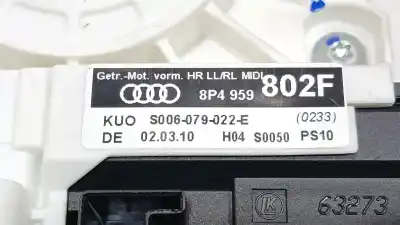 Getr.-Mot. vorm. HR LL/RL MIDI
8P4 959 802F
KUO S006-079-022-E (0233)
DE 02.03.10 H04 S0050 PS10
LK 63273